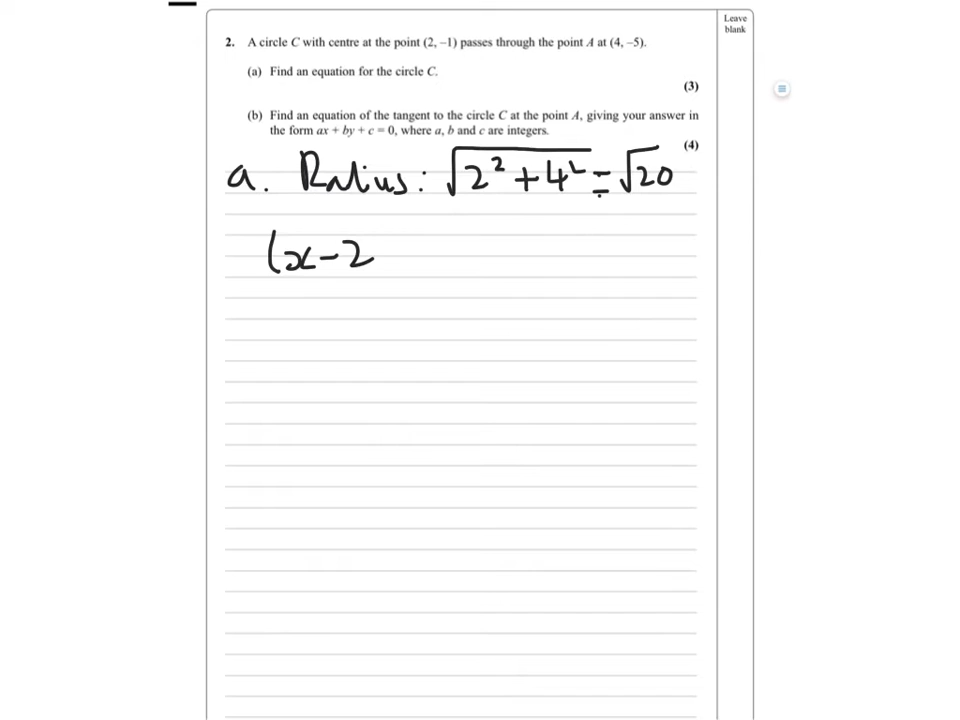 Leave
blank
2. A circle C with centre at the point (2, –1) passes through the point A at (4, –5).
(a) Find an equation for the circle C.
(3)
(b) Find an equation of the tangent to the circle C at the point A, giving your answer in
the form ax + by + c = 0, where a, b and c are integers.
(4)
a. Radius: √2² + 4² = √20
(x - 2